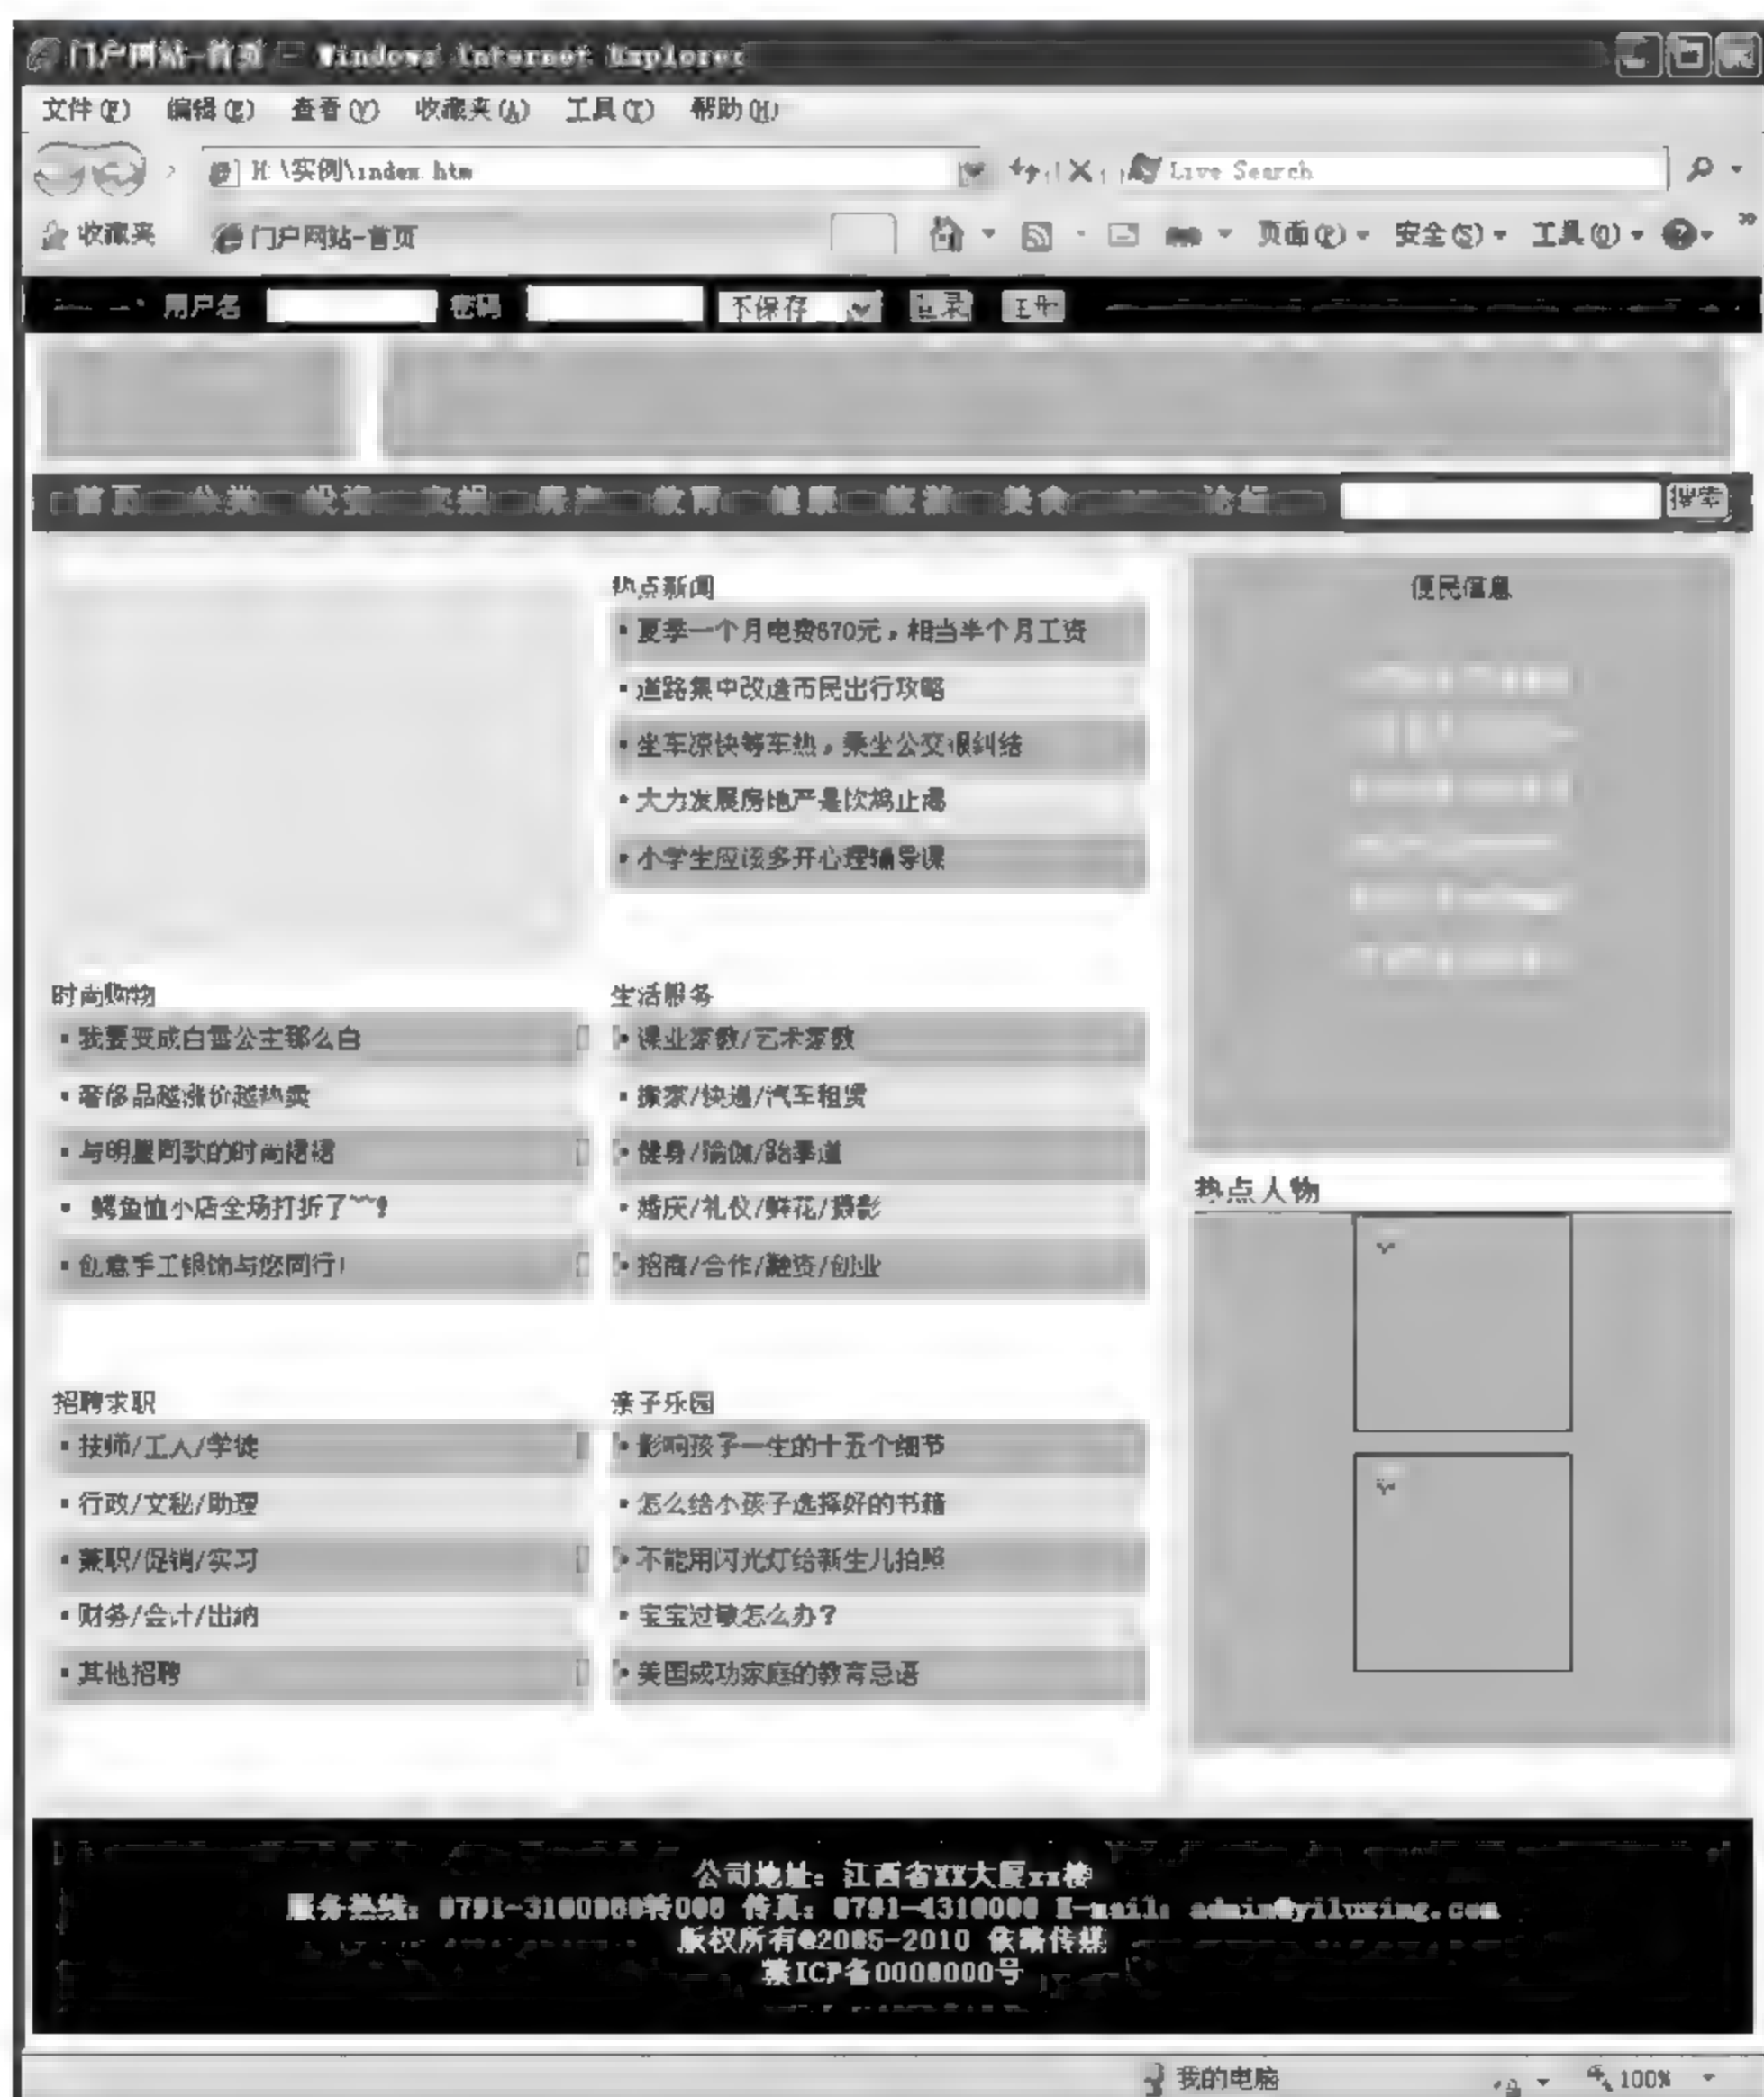 门户网站-首页 - Windows Internet Explorer
文件(F) 编辑(E) 查看(V) 收藏夹(A) 工具(T) 帮助(H)
H:\实例\index.htm Live Search
收藏夹 门户网站-首页 页面(P) 安全(S) 工具(O)
用户名 密码 不保存 登录 注册
首页 分类 投资 房产 教育 健康 旅游 美食 论坛 搜索
热点新闻
夏季一个月电费670元，相当半个月工资
道路集中改造市民出行攻略
坐车凉快等车热，乘坐公交很纠结
大力发展房地产是饮鸩止渴
小学生应该多开心理辅导课
便民信息
时尚购物
我要变成白雪公主那么白
奢侈品越涨价越热卖
与明星同款的时尚裙裙
鳄鱼恤小店全场打折了~~!
创意手工银饰与您同行!
生活服务
课业家教/艺术家教
搬家/快递/汽车租赁
健身/瑜伽/跆拳道
婚庆/礼仪/鲜花/摄影
招商/合作/融资/创业
热点人物
招聘求职
技师/工人/学徒
行政/文秘/助理
兼职/促销/实习
财务/会计/出纳
其他招聘
亲子乐园
影响孩子一生的十五个细节
怎么给小孩子选择好的书籍
不能用闪光灯给新生儿拍照
宝宝过敏怎么办?
美国成功家庭的教育忌语
公司地址: 江西省XX大厦xx楼
服务热线: 0791-3100000转000 传真: 0791-4310000 E-mail: admin@yiluxing.com
版权所有©2005-2010 依路传媒
ICP备0000000号
我的电脑 100%